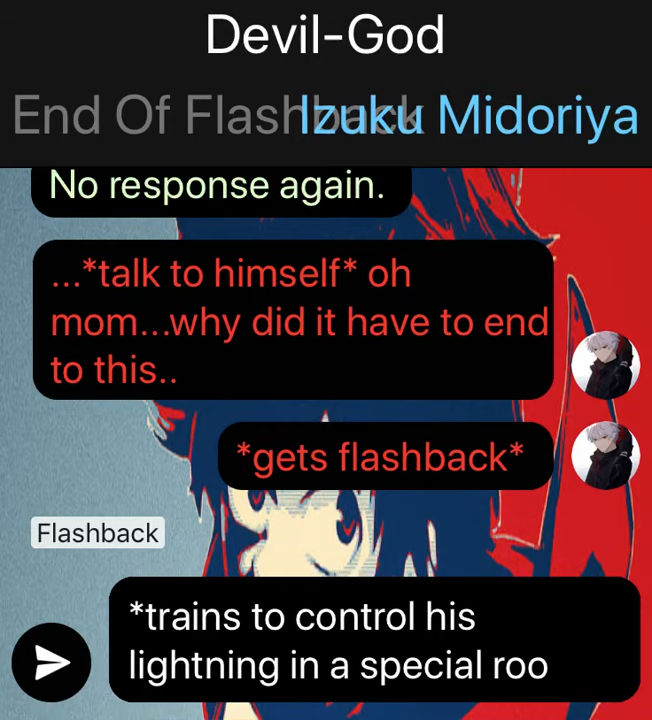 Devil-God
End Of Flashback Izuku Midoriya
No response again.
...*talk to himself* oh
mom...why did it have to end
to this..
*gets flashback*
Flashback
*trains to control his
lightning in a special roo